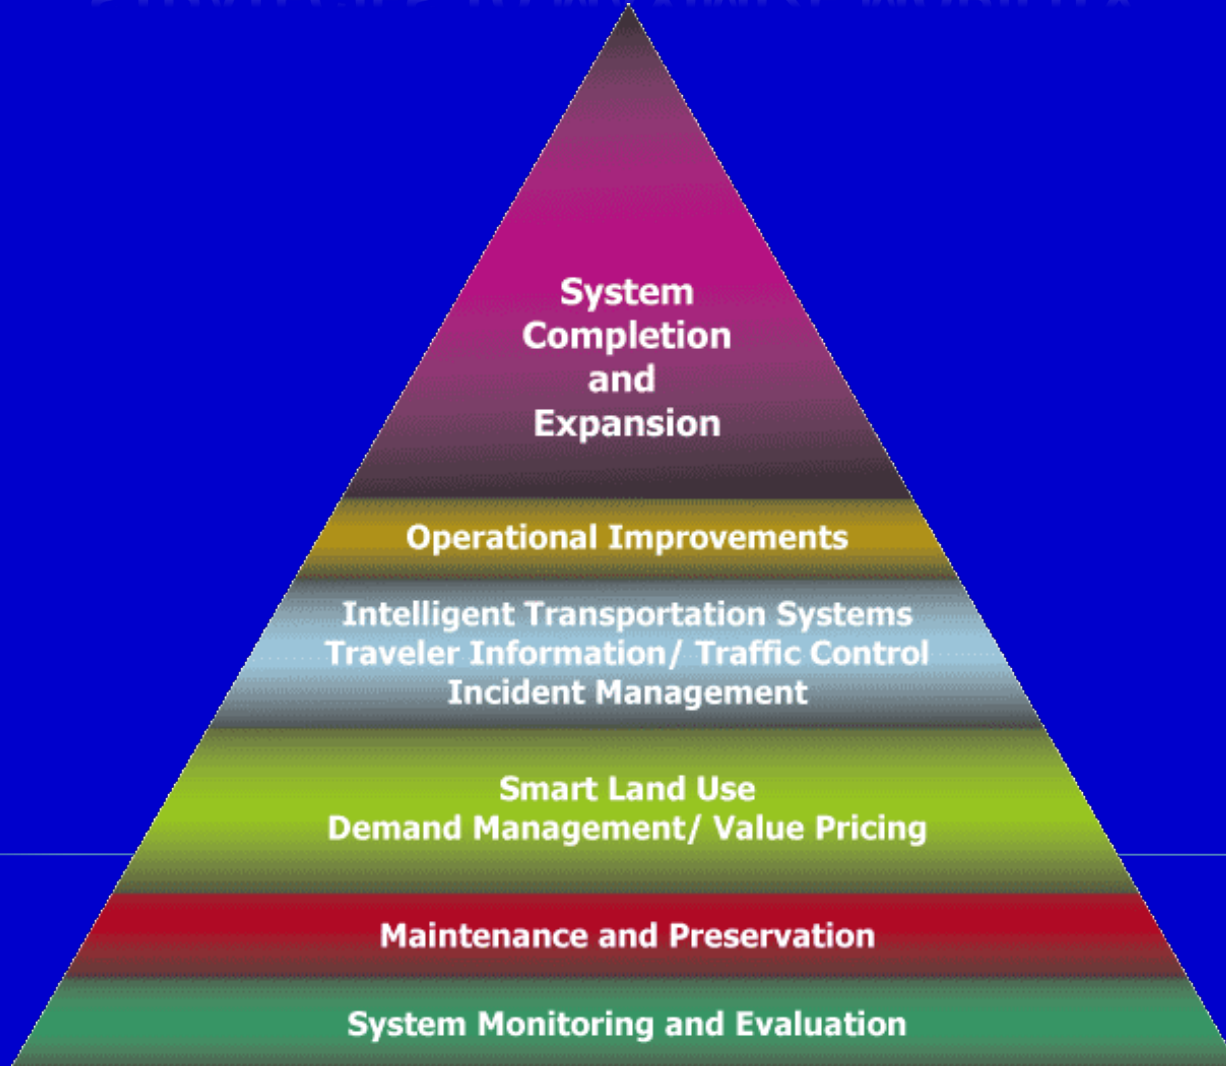 System
Completion
and
Expansion
Operational Improvements
Intelligent Transportation Systems
Traveler Information/ Traffic Control
Incident Management
Smart Land Use
Demand Management/ Value Pricing
Maintenance and Preservation
System Monitoring and Evaluation